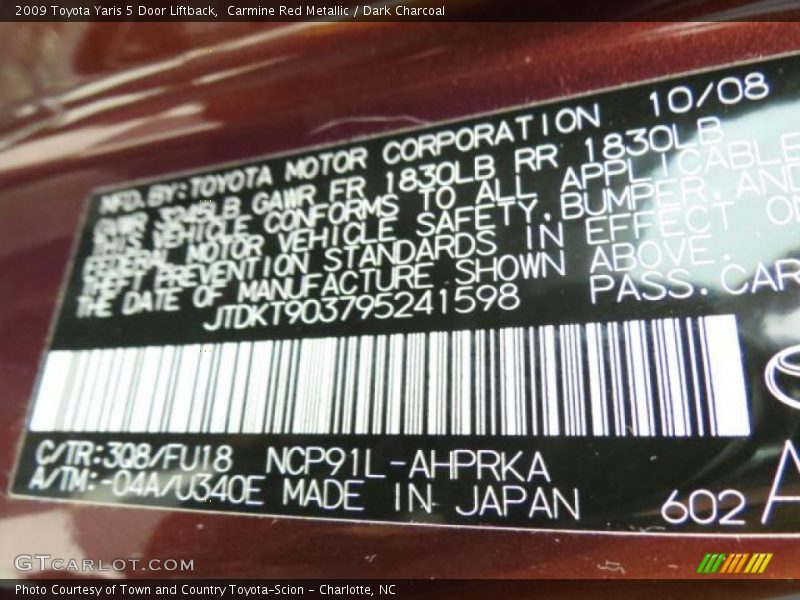 2009 Toyota Yaris 5 Door Liftback,  Carmine Red Metallic / Dark Charcoal
MFD.BY:TOYOTA MOTOR CORPORATION 10/08
GVWR 3245LB GAWR FR 1830LB RR 1830LB
THIS VEHICLE CONFORMS TO ALL APPLICABLE
FEDERAL MOTOR VEHICLE SAFETY,BUMPER AND
THEFT PREVENTION STANDARDS IN EFFECT ON
THE DATE OF MANUFACTURE SHOWN ABOVE.
JTDKT903795241598 PASS.CAR
C/TR:3Q8/FU18 NCP91L-AHPRKA
A/TM:-04A/U340E MADE IN JAPAN 602 A
GTCARLOT.COM
Photo Courtesy of Town and Country Toyota-Scion - Charlotte, NC